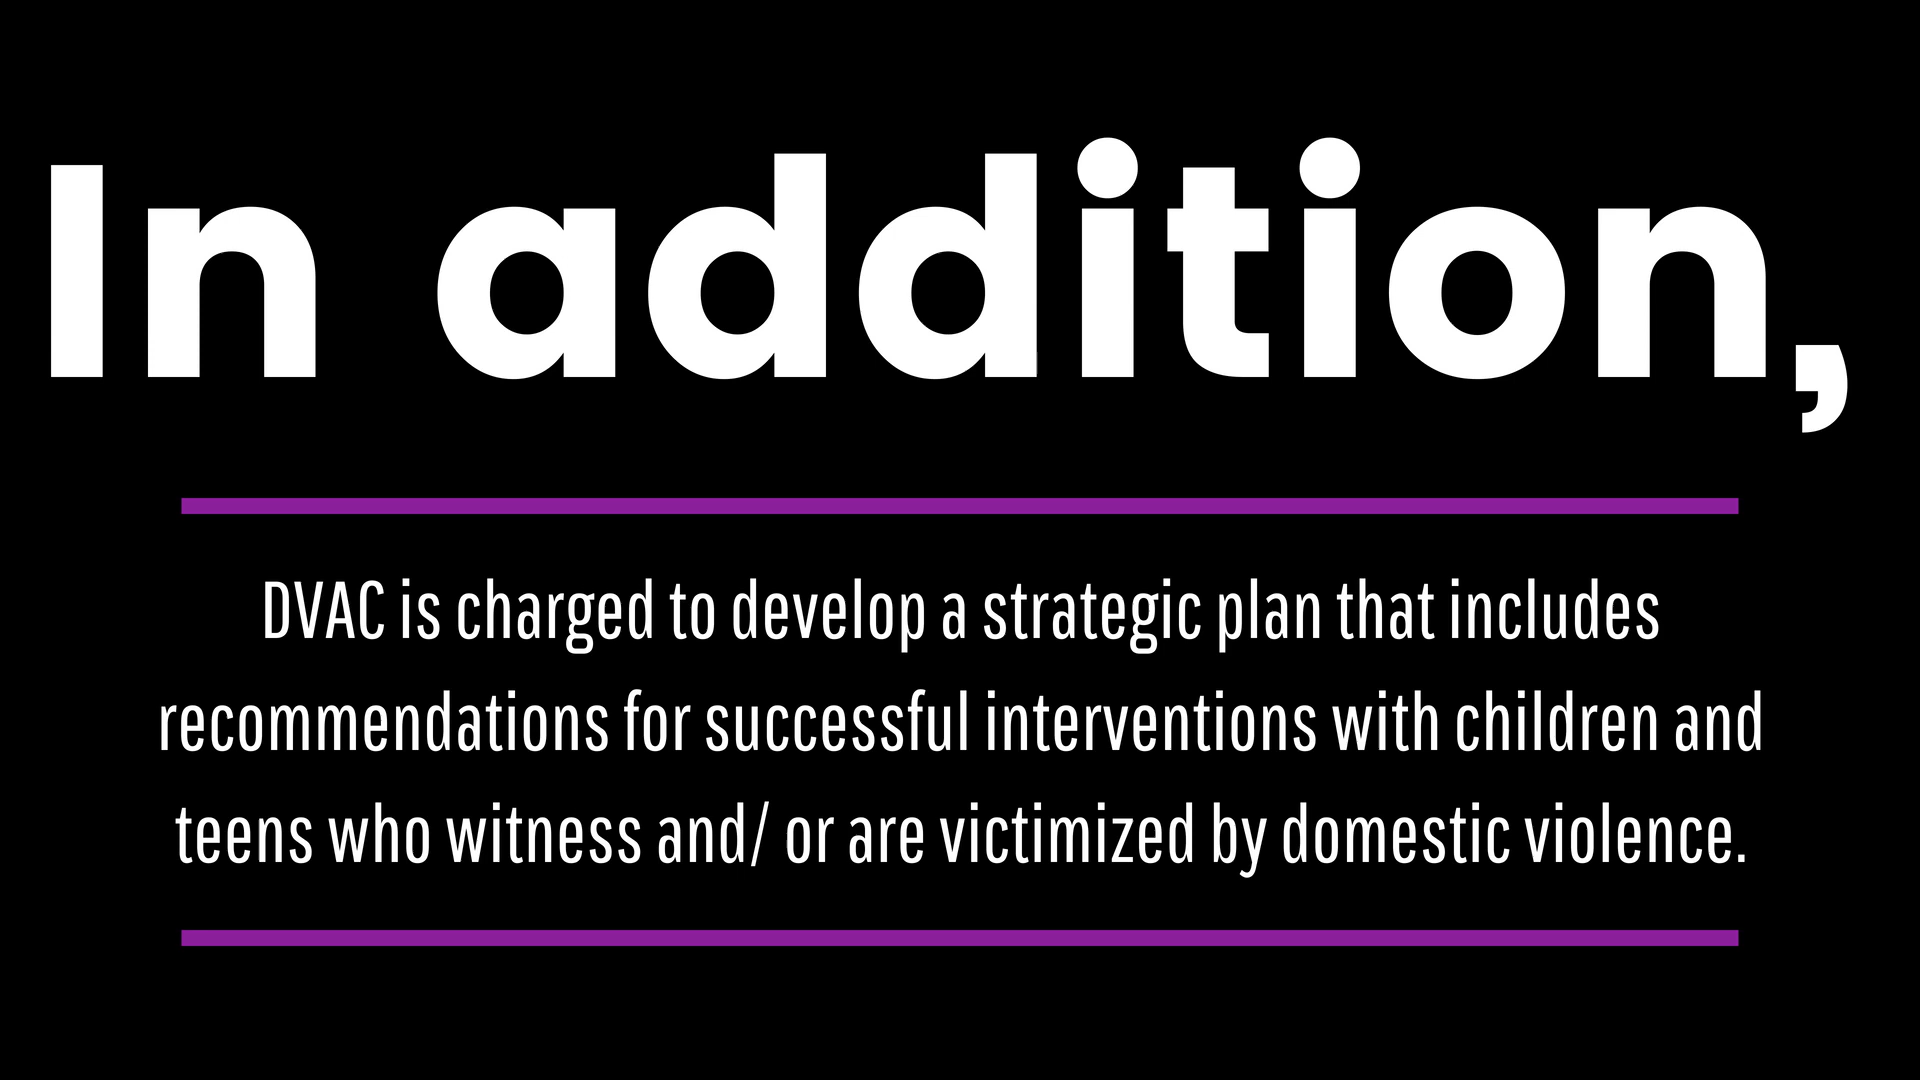 In addition,
DVAC is charged to develop a strategic plan that includes
recommendations for successful interventions with children and
teens who witness and/ or are victimized by domestic violence.